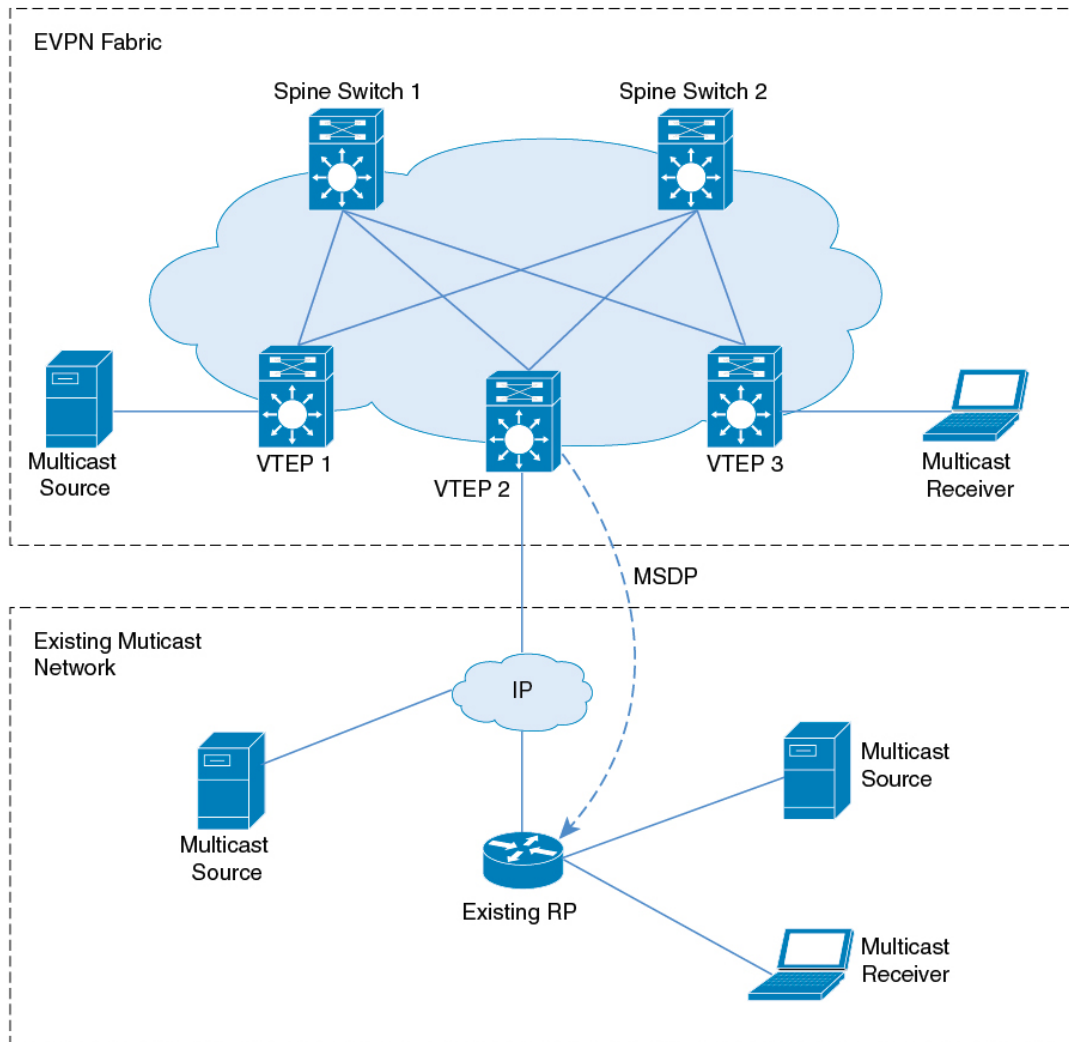 EVPN Fabric
Spine Switch 1
Spine Switch 2
Multicast
Source
VTEP 1
VTEP 2
VTEP 3
Multicast
Receiver
MSDP
Existing Muticast
Network
IP
Multicast
Source
Multicast
Source
Existing RP
Multicast
Receiver